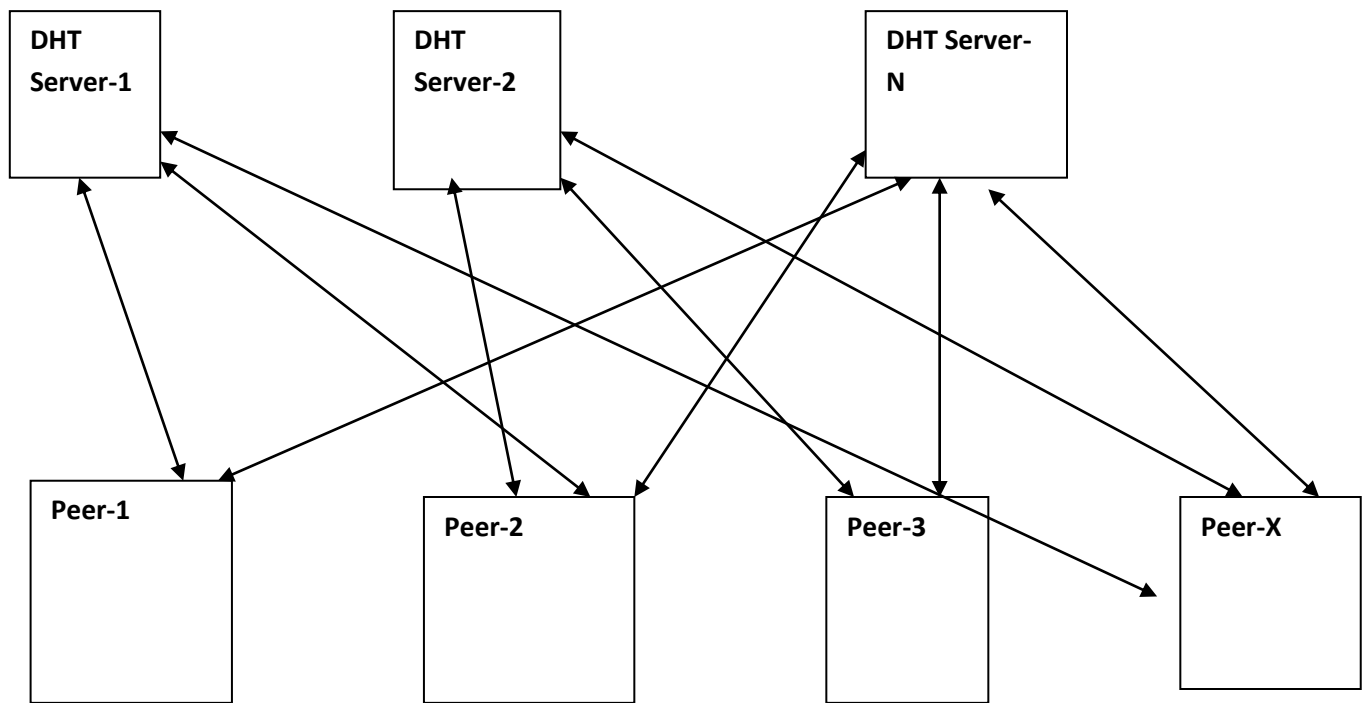 DHT
Server-1
DHT
Server-2
DHT Server-
N
Peer-1
Peer-2
Peer-3
Peer-X